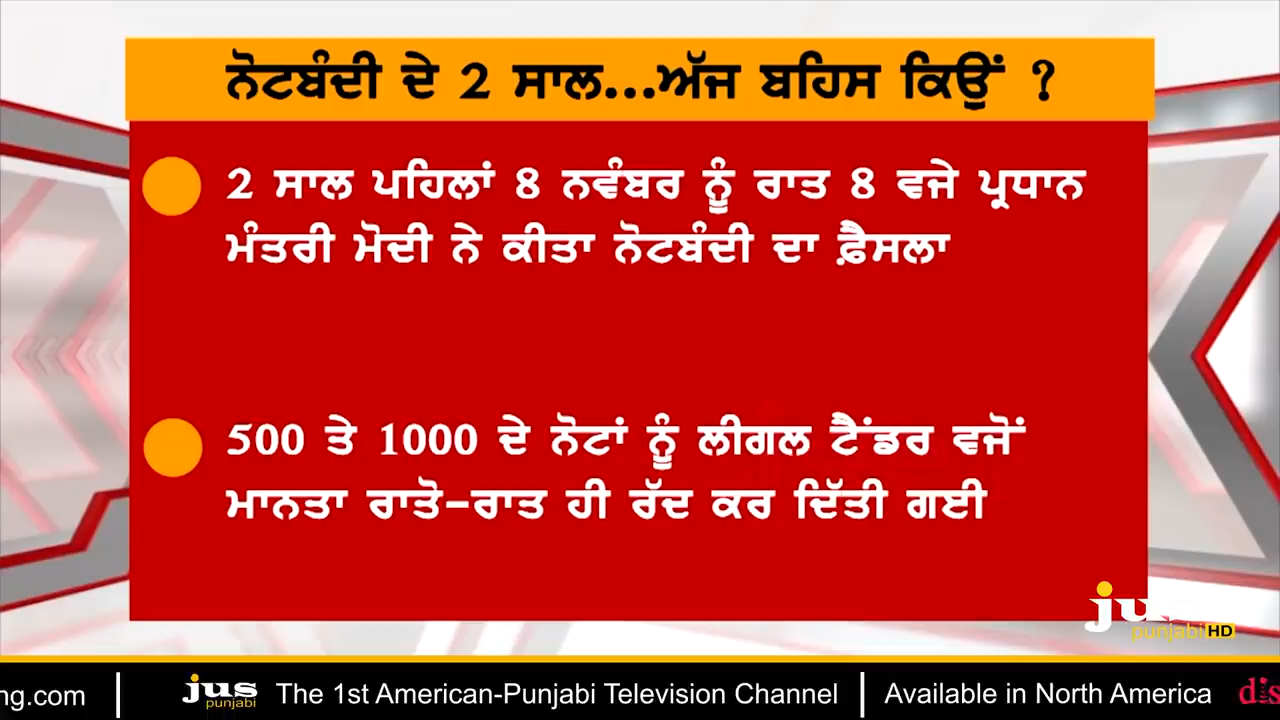 ਨੋਟਬੰਦੀ ਦੇ 2 ਸਾਲ...ਅੱਜ ਬਹਿਸ ਕਿਉਂ ?
2 ਸਾਲ ਪਹਿਲਾਂ 8 ਨਵੰਬਰ ਨੂੰ ਰਾਤ 8 ਵਜੇ ਪ੍ਰਧਾਨ
ਮੰਤਰੀ ਮੋਦੀ ਨੇ ਕੀਤਾ ਨੋਟਬੰਦੀ ਦਾ ਫ਼ੈਸਲਾ
500 ਤੇ 1000 ਦੇ ਨੋਟਾਂ ਨੂੰ ਲੀਗਲ ਟੈਂਡਰ ਵਜੋਂ
ਮਾਨਤਾ ਰਾਤੋ-ਰਾਤ ਹੀ ਰੱਦ ਕਰ ਦਿੱਤੀ ਗਈ
jus
punjabi HD
ng.com | jus punjabi The 1st American-Punjabi Television Channel | Available in North America dis